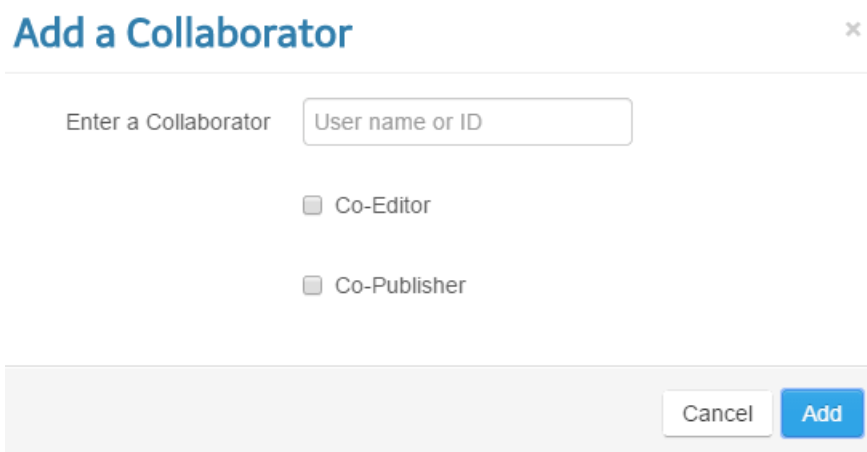 Add a Collaborator ×
Enter a Collaborator User name or ID
Co-Editor
Co-Publisher
Cancel Add